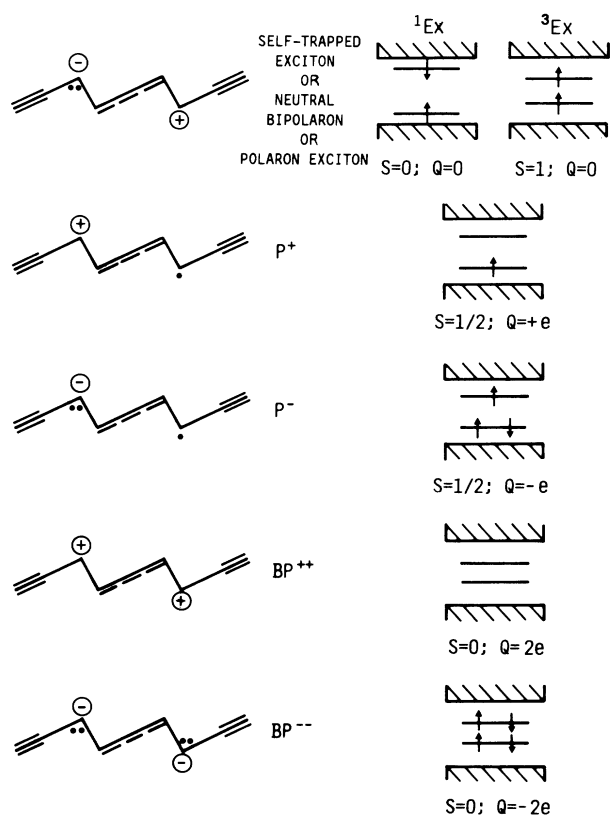 ¹Ex
³Ex
SELF-TRAPPED
EXCITON
OR
NEUTRAL
BIPOLARON
OR
POLARON EXCITON
S=0; Q=0
S=1; Q=0
P⁺
S=1/2; Q=+e
P⁻
S=1/2; Q=-e
BP⁺⁺
S=0; Q=2e
BP⁻⁻
S=0; Q=-2e